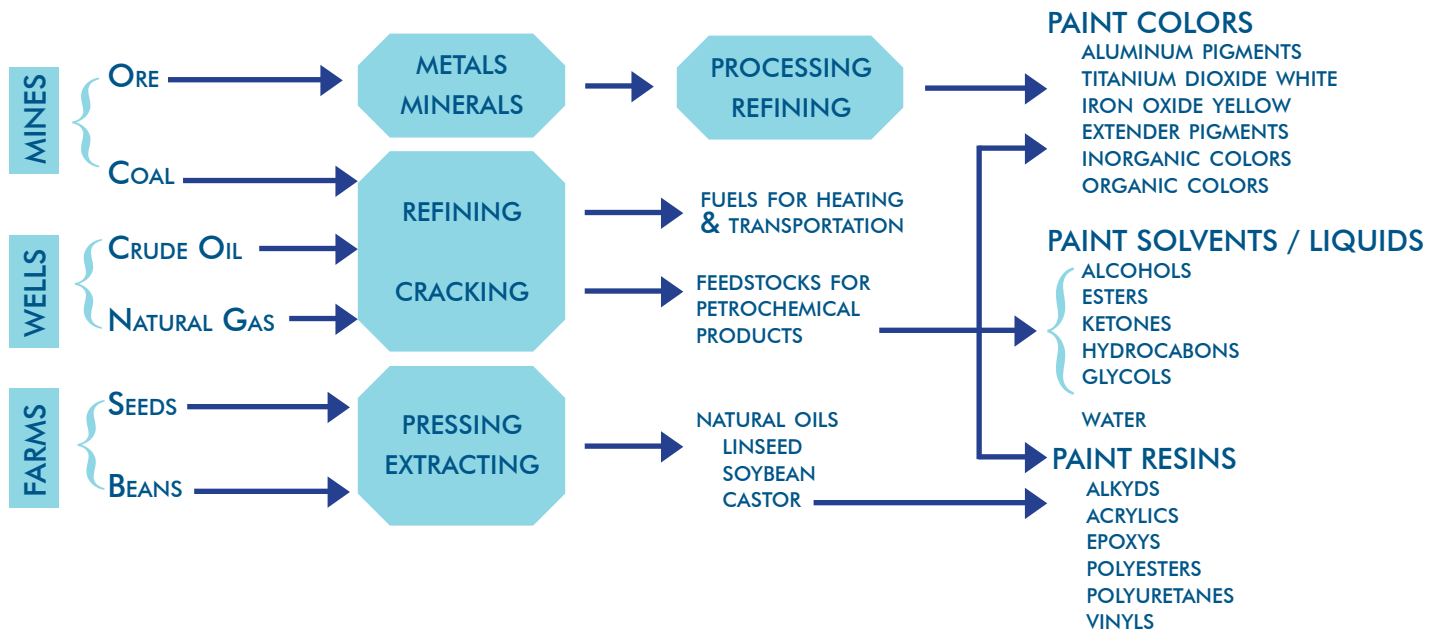 MINES
ORE
COAL
WELLS
CRUDE OIL
NATURAL GAS
FARMS
SEEDS
BEANS
METALS
MINERALS
REFINING
CRACKING
PRESSING
EXTRACTING
PROCESSING
REFINING
FUELS FOR HEATING
& TRANSPORTATION
FEEDSTOCKS FOR
PETROCHEMICAL
PRODUCTS
NATURAL OILS
LINSEED
SOYBEAN
CASTOR
PAINT COLORS
ALUMINUM PIGMENTS
TITANIUM DIOXIDE WHITE
IRON OXIDE YELLOW
EXTENDER PIGMENTS
INORGANIC COLORS
ORGANIC COLORS
PAINT SOLVENTS / LIQUIDS
ALCOHOLS
ESTERS
KETONES
HYDROCABONS
GLYCOLS
WATER
PAINT RESINS
ALKYDS
ACRYLICS
EPOXYS
POLYESTERS
POLYURETANES
VINYLS